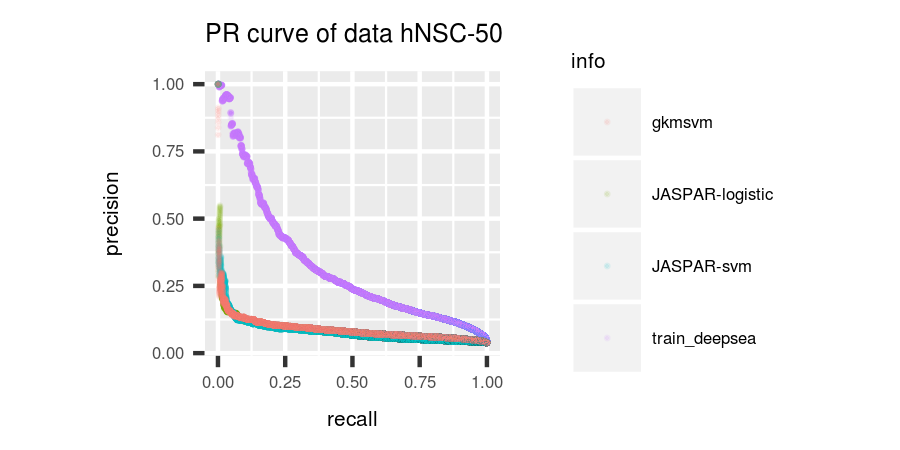 PR curve of data hNSC-50
info
1.00
0.75
0.50
0.25
0.00
precision
0.00 0.25 0.50 0.75 1.00
recall
gkmsvm
JASPAR-logistic
JASPAR-svm
train_deepsea